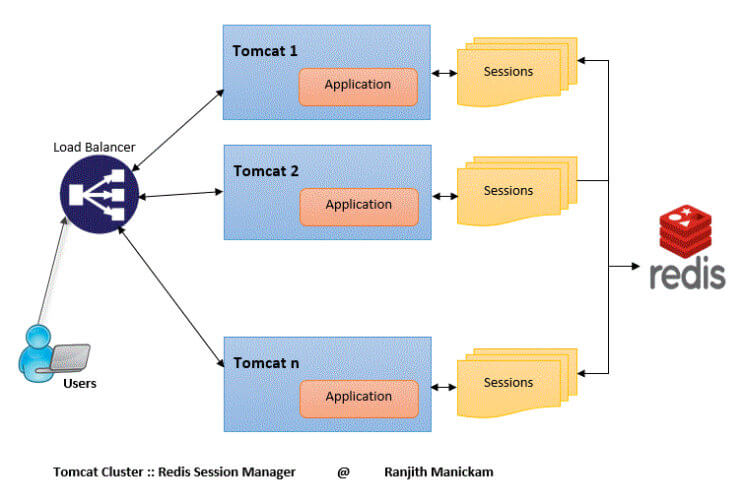 Tomcat 1
Application
Sessions
Load Balancer
Tomcat 2
Application
Sessions
redis
Tomcat n
Application
Sessions
Users
Tomcat Cluster :: Redis Session Manager @ Ranjith Manickam